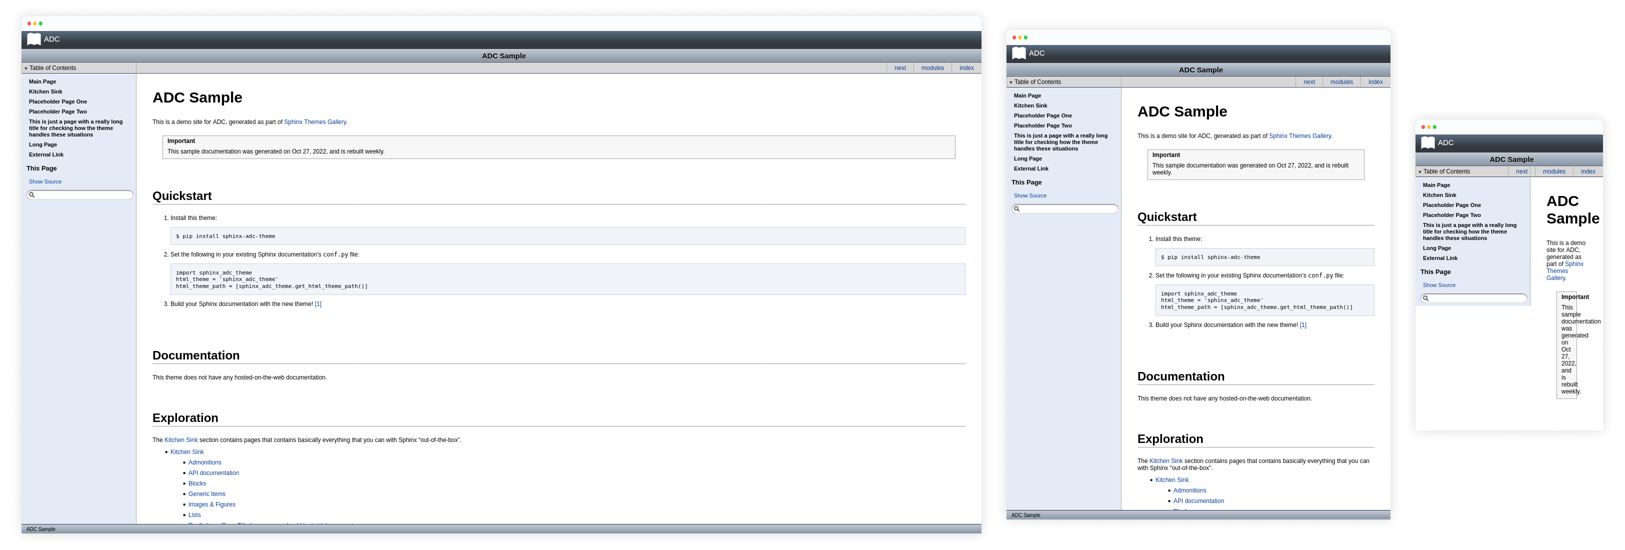 ADC
ADC Sample
Table of Contents
next modules index
Main Page
Kitchen Sink
Placeholder Page One
Placeholder Page Two
This is just a page with a really long
title for checking how the theme
handles these situations
Long Page
External Link
This Page
Show Source
ADC Sample
This is a demo site for ADC, generated as part of Sphinx Themes Gallery.
Important
This sample documentation was generated on Oct 27, 2022, and is rebuilt weekly.
Quickstart
1. Install this theme:
$ pip install sphinx-adc-theme
2. Set the following in your existing Sphinx documentation's conf.py file:
import sphinx_adc_theme
html_theme = 'sphinx_adc_theme'
html_theme_path = [sphinx_adc_theme.get_html_theme_path()]
3. Build your Sphinx documentation with the new theme! [1]
Documentation
This theme does not have any hosted-on-the-web documentation.
Exploration
The Kitchen Sink section contains pages that contains basically everything that you can with Sphinx “out-of-the-box”.
• Kitchen Sink
• Admonitions
• API documentation
• Blocks
• Generic items
• Images & Figures
• Lists
ADC Sample
ADC
ADC Sample
Table of Contents
next modules index
Main Page
Kitchen Sink
Placeholder Page One
Placeholder Page Two
This is just a page with a really long
title for checking how the theme
handles these situations
Long Page
External Link
This Page
Show Source
ADC Sample
This is a demo site for ADC, generated as part of Sphinx Themes Gallery.
Important
This sample documentation was generated on Oct 27, 2022, and is rebuilt
weekly.
Quickstart
1. Install this theme:
$ pip install sphinx-adc-theme
2. Set the following in your existing Sphinx documentation's conf.py file:
import sphinx_adc_theme
html_theme = 'sphinx_adc_theme'
html_theme_path = [sphinx_adc_theme.get_html_theme_path()]
3. Build your Sphinx documentation with the new theme! [1]
Documentation
This theme does not have any hosted-on-the-web documentation.
Exploration
The Kitchen Sink section contains pages that contains basically everything that you can
with Sphinx “out-of-the-box”.
• Kitchen Sink
• Admonitions
• API documentation
ADC Sample
ADC
ADC Sample
Table of Contents
next modules index
Main Page
Kitchen Sink
Placeholder Page One
Placeholder Page Two
This is just a page with a really long
title for checking how the theme
handles these situations
Long Page
External Link
This Page
Show Source
ADC
Sample
This is a demo
site for ADC,
generated as
part of Sphinx
Themes
Gallery.
Important
This
sample
documentation
was
generated
on
Oct
27,
2022,
and
is
rebuilt
weekly.